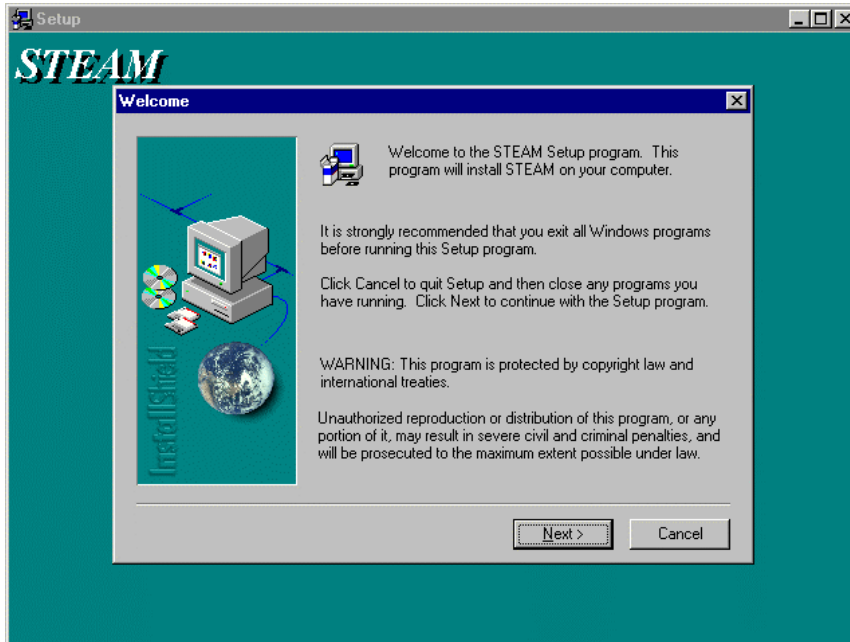 Setup
STEAM
Welcome
Welcome to the STEAM Setup program.  This
program will install STEAM on your computer.
It is strongly recommended that you exit all Windows programs
before running this Setup program.
Click Cancel to quit Setup and then close any programs you
have running.  Click Next to continue with the Setup program.
WARNING: This program is protected by copyright law and
international treaties.
Unauthorized reproduction or distribution of this program, or any
portion of it, may result in severe civil and criminal penalties, and
will be prosecuted to the maximum extent possible under law.
InstallShield
Next >
Cancel